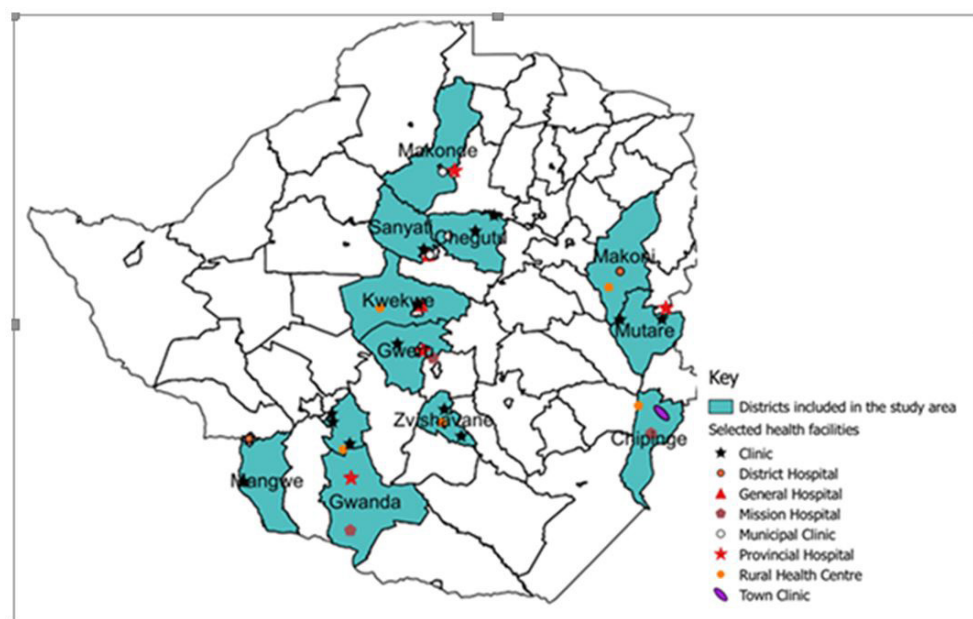 Makonde
Sanyati
Chegutu
Makoni
Kwekwe
Mutare
Gweru
Zvishavane
Chipinge
Mangwe
Gwanda
Key
Districts included in the study area
Selected health facilities
Clinic
District Hospital
General Hospital
Mission Hospital
Municipal Clinic
Provincial Hospital
Rural Health Centre
Town Clinic